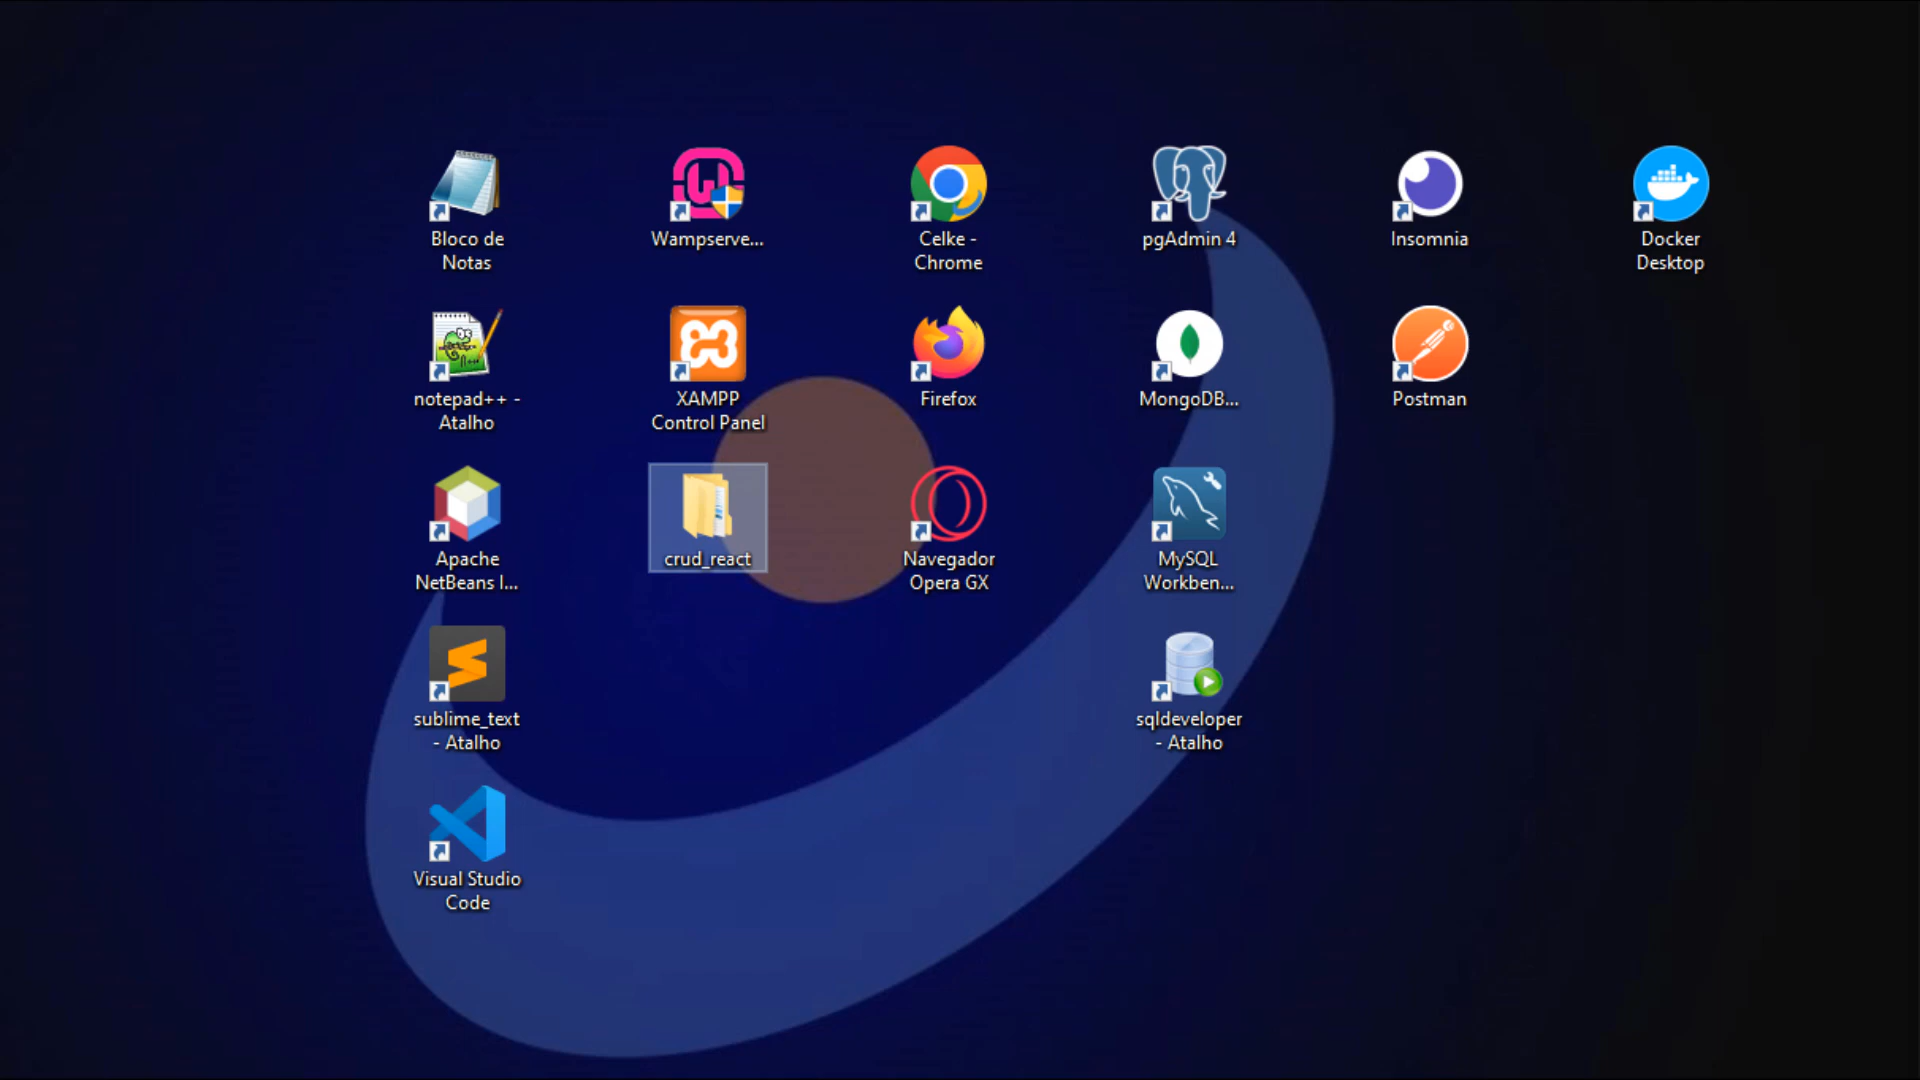 Bloco de
Notas
Wampserve...
Celke -
Chrome
pgAdmin 4
Insomnia
Docker
Desktop
notepad++ -
Atalho
XAMPP
Control Panel
Firefox
MongoDB...
Postman
Apache
NetBeans I...
crud_react
Navegador
Opera GX
MySQL
Workben...
sublime_text
- Atalho
sqldeveloper
- Atalho
Visual Studio
Code